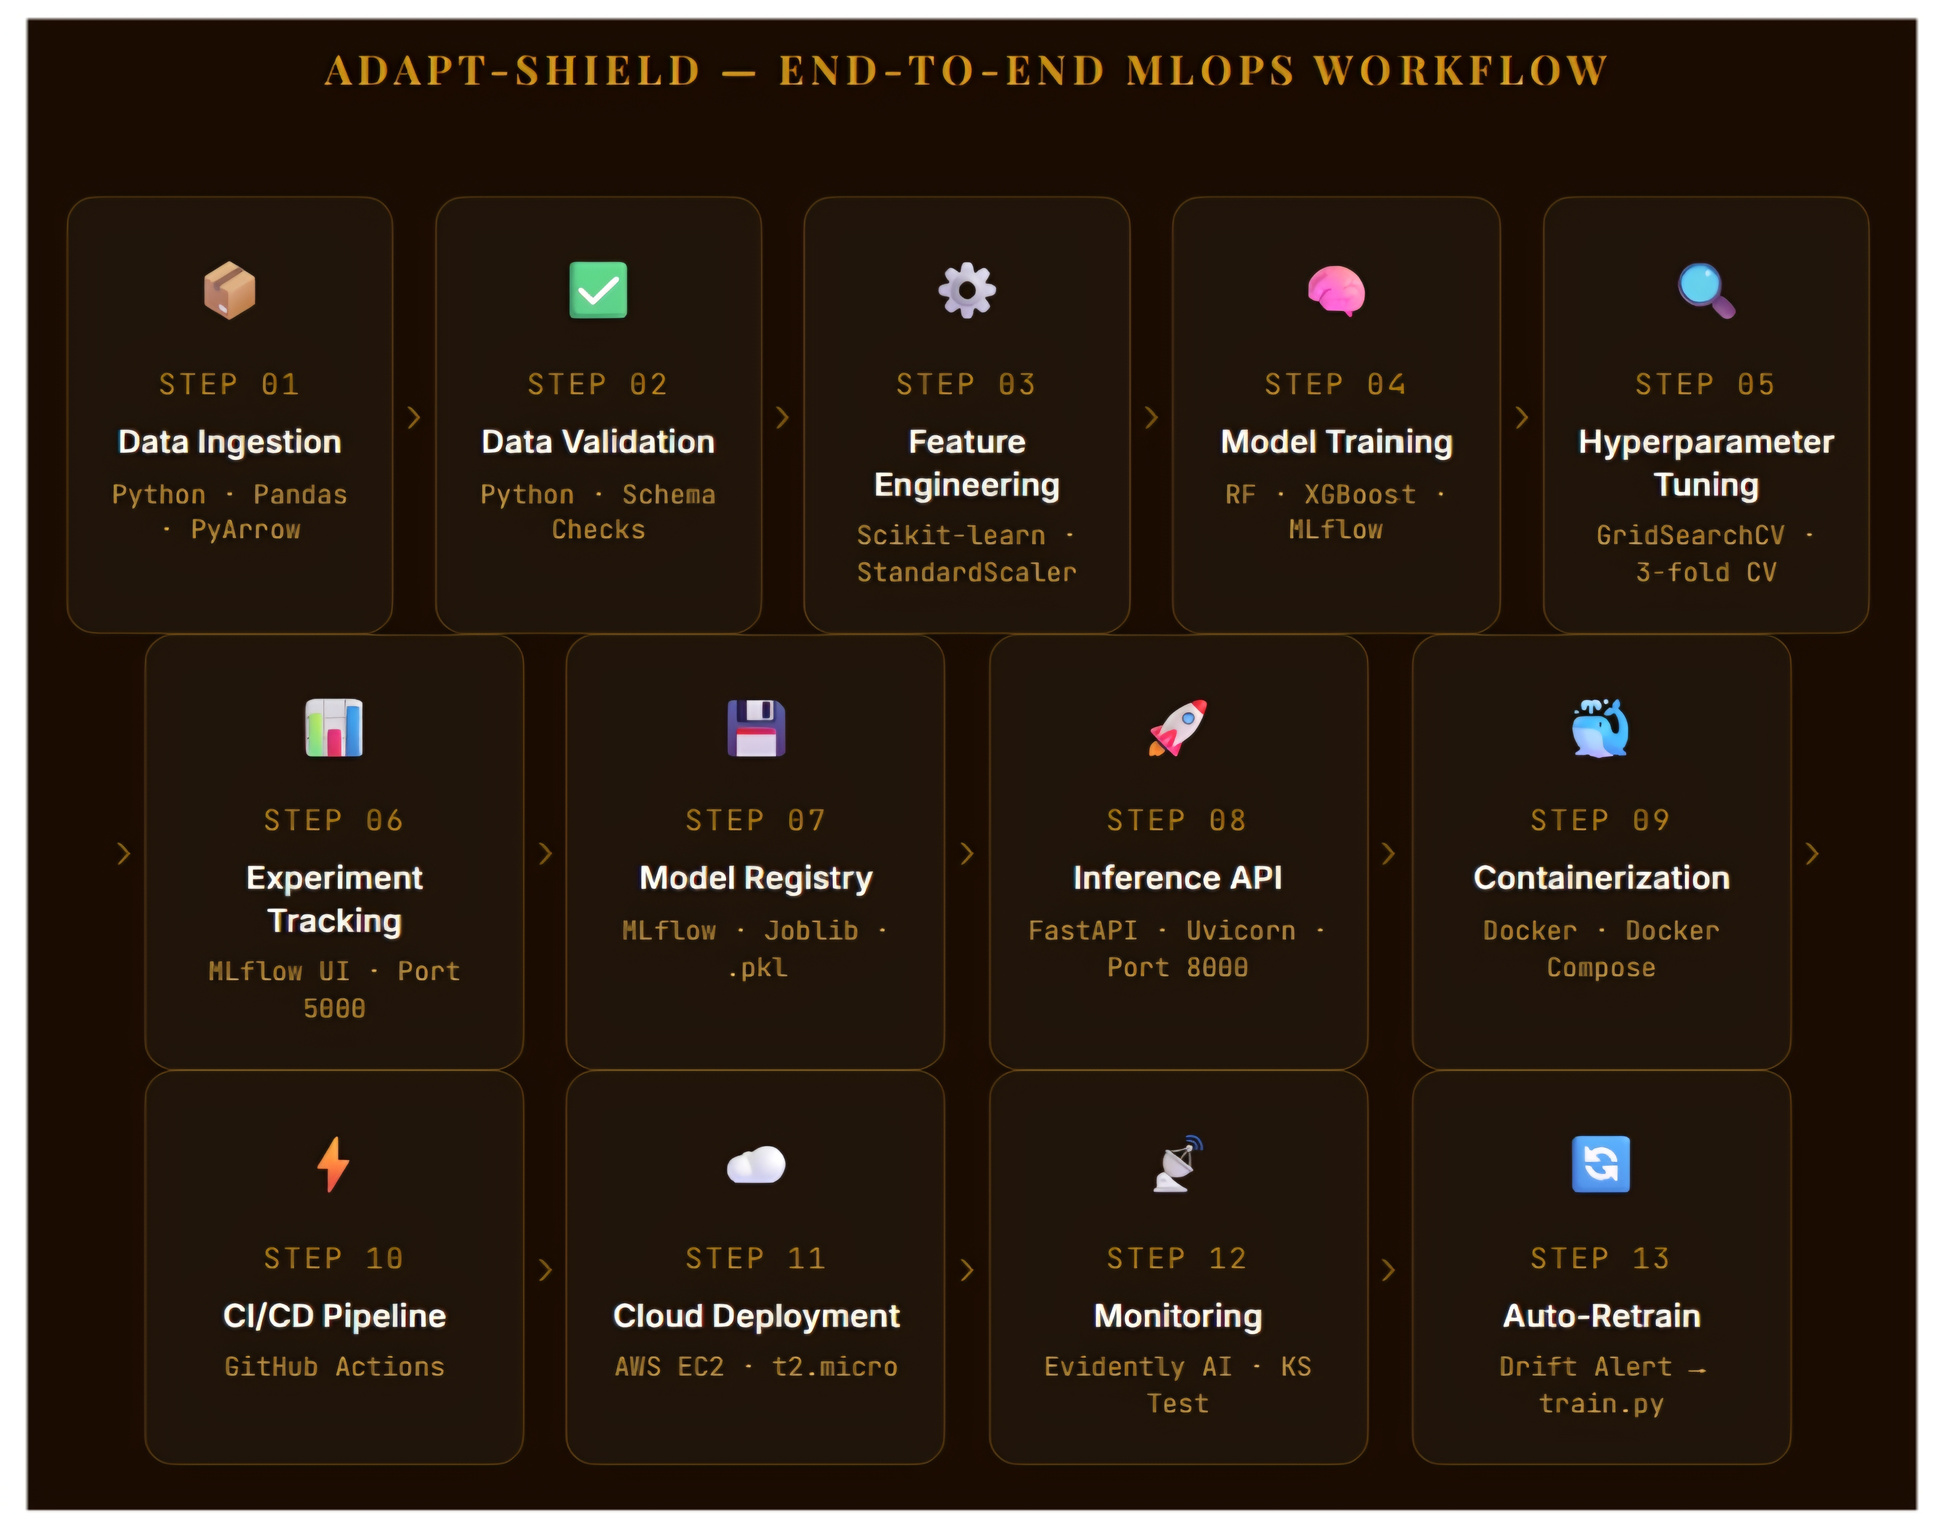 ADAPT-SHIELD — END-TO-END MLOPS WORKFLOW
STEP 01
Data Ingestion
Python · Pandas
· PyArrow
›
STEP 02
Data Validation
Python · Schema
Checks
›
STEP 03
Feature
Engineering
Scikit-learn ·
StandardScaler
›
STEP 04
Model Training
RF · XGBoost ·
MLflow
›
STEP 05
Hyperparameter
Tuning
GridSearchCV ·
3-fold CV
›
STEP 06
Experiment
Tracking
MLflow UI · Port
5000
›
STEP 07
Model Registry
MLflow · Joblib ·
.pkl
›
STEP 08
Inference API
FastAPI · Uvicorn ·
Port 8000
›
STEP 09
Containerization
Docker · Docker
Compose
›
STEP 10
CI/CD Pipeline
GitHub Actions
›
STEP 11
Cloud Deployment
AWS EC2 · t2.micro
›
STEP 12
Monitoring
Evidently AI · KS
Test
›
STEP 13
Auto-Retrain
Drift Alert →
train.py